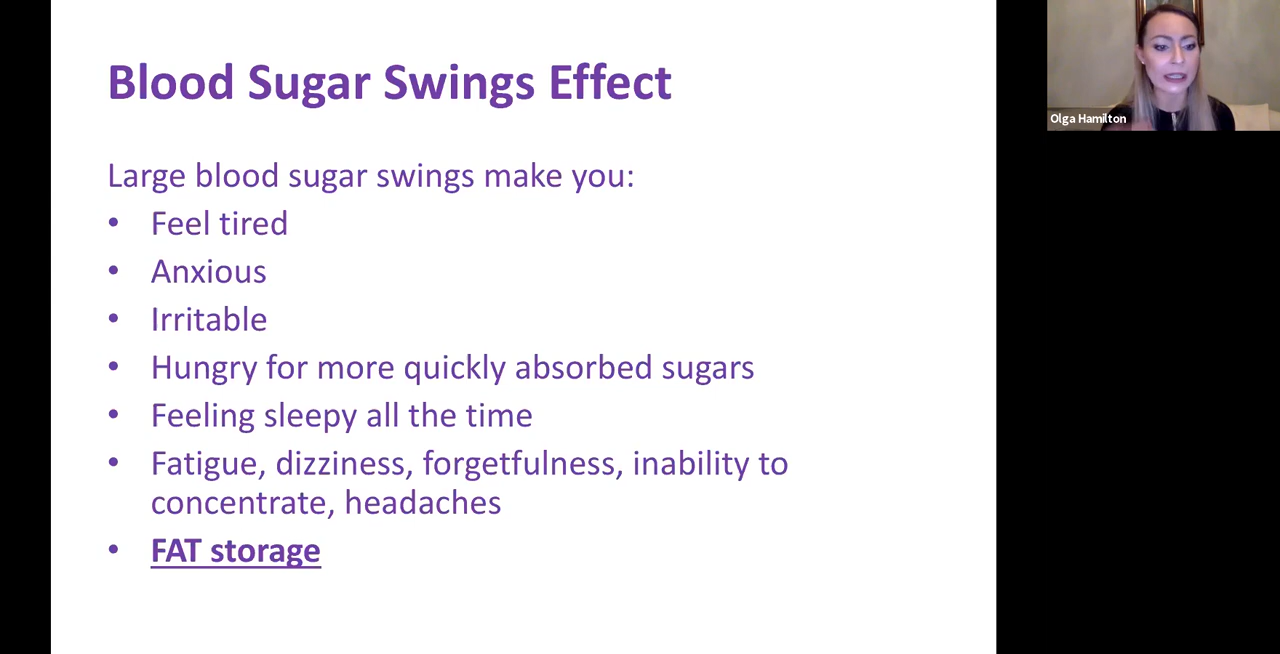 Blood Sugar Swings Effect
Olga Hamilton
Large blood sugar swings make you:
• Feel tired
• Anxious
• Irritable
• Hungry for more quickly absorbed sugars
• Feeling sleepy all the time
• Fatigue, dizziness, forgetfulness, inability to
concentrate, headaches
• FAT storage